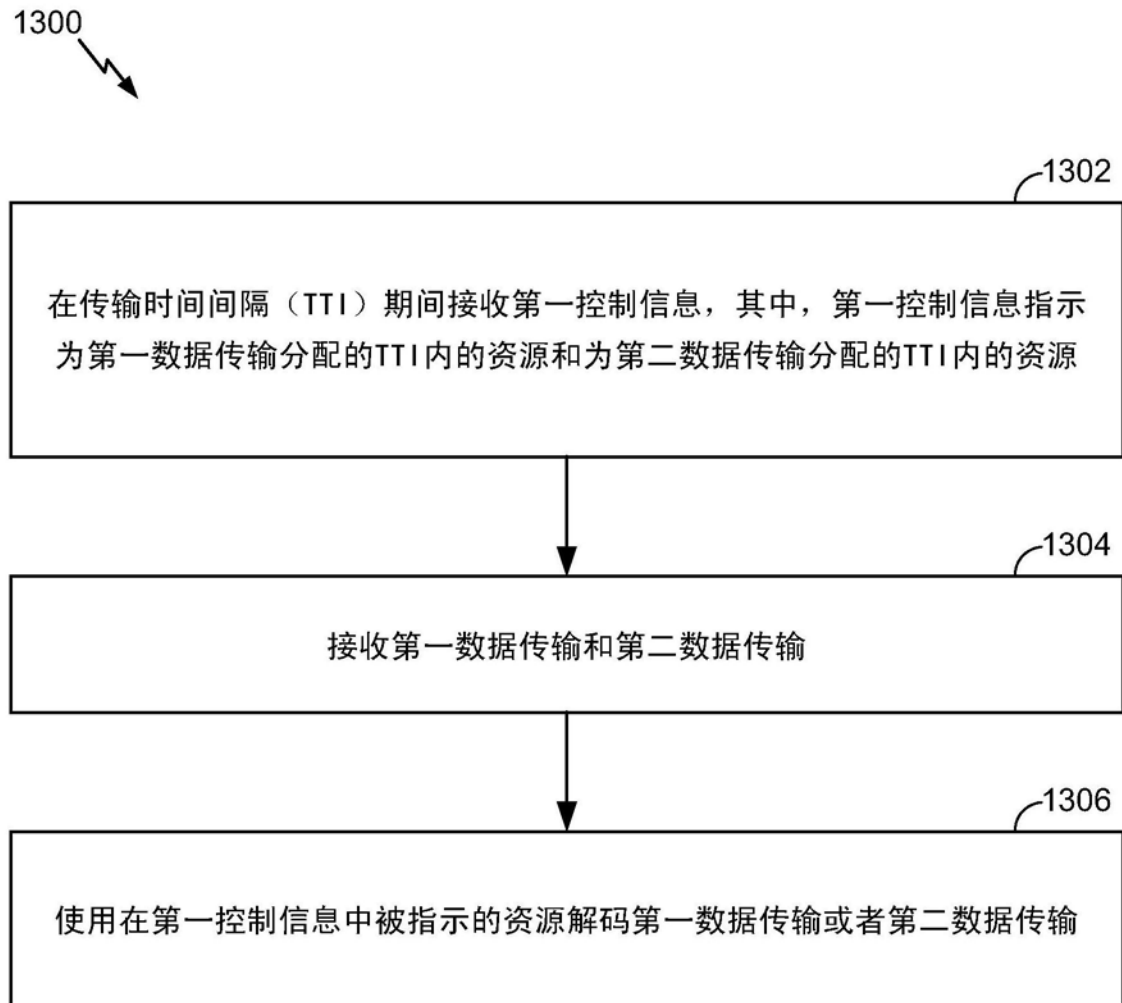 1300
1302
在传输时间间隔（TTI）期间接收第一控制信息，其中，第一控制信息指示
为第一数据传输分配的TTI内的资源和为第二数据传输分配的TTI内的资源
1304
接收第一数据传输和第二数据传输
1306
使用在第一控制信息中被指示的资源解码第一数据传输或者第二数据传输